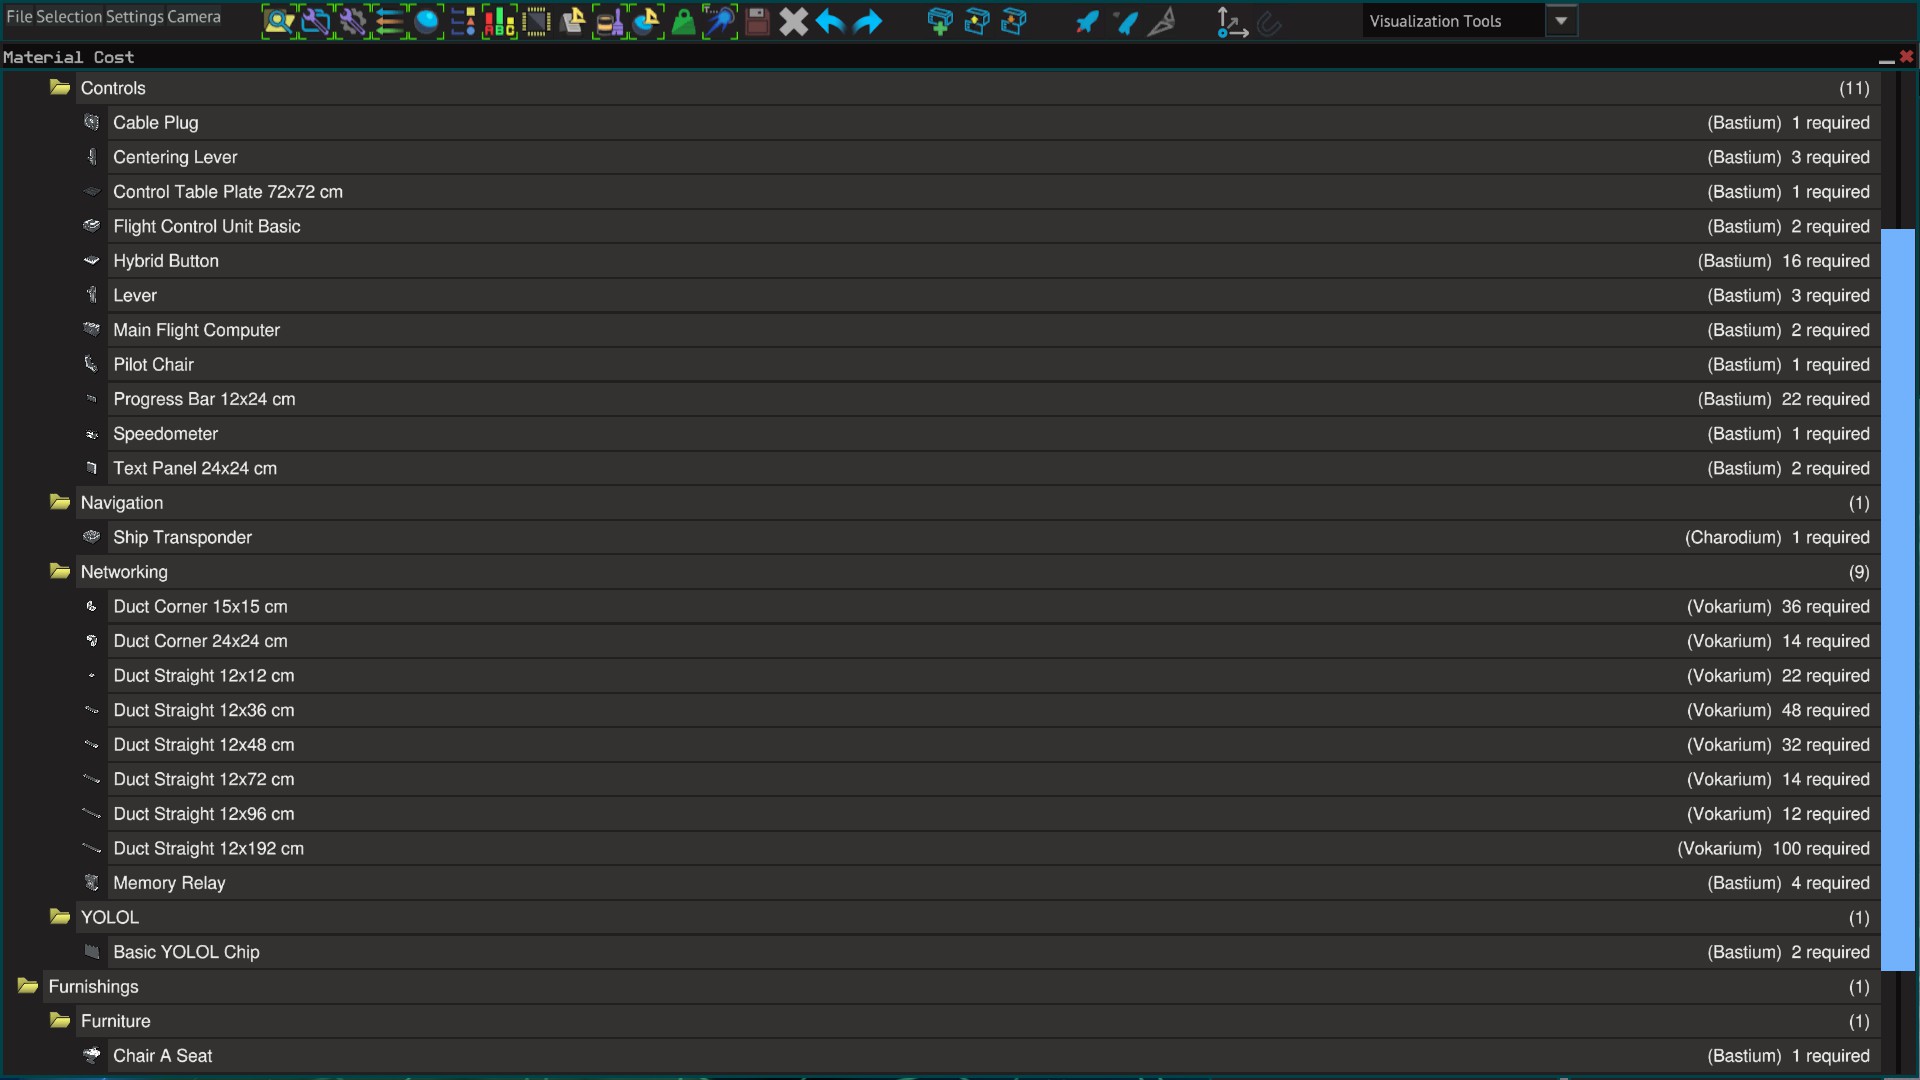 File Selection Settings Camera
ABC
Visualization Tools
Material Cost
Controls (11)
Cable Plug (Bastium) 1 required
Centering Lever (Bastium) 3 required
Control Table Plate 72x72 cm (Bastium) 1 required
Flight Control Unit Basic (Bastium) 2 required
Hybrid Button (Bastium) 16 required
Lever (Bastium) 3 required
Main Flight Computer (Bastium) 2 required
Pilot Chair (Bastium) 1 required
Progress Bar 12x24 cm (Bastium) 22 required
Speedometer (Bastium) 1 required
Text Panel 24x24 cm (Bastium) 2 required
Navigation (1)
Ship Transponder (Charodium) 1 required
Networking (9)
Duct Corner 15x15 cm (Vokarium) 36 required
Duct Corner 24x24 cm (Vokarium) 14 required
Duct Straight 12x12 cm (Vokarium) 22 required
Duct Straight 12x36 cm (Vokarium) 48 required
Duct Straight 12x48 cm (Vokarium) 32 required
Duct Straight 12x72 cm (Vokarium) 14 required
Duct Straight 12x96 cm (Vokarium) 12 required
Duct Straight 12x192 cm (Vokarium) 100 required
Memory Relay (Bastium) 4 required
YOLOL (1)
Basic YOLOL Chip (Bastium) 2 required
Furnishings (1)
Furniture (1)
Chair A Seat (Bastium) 1 required